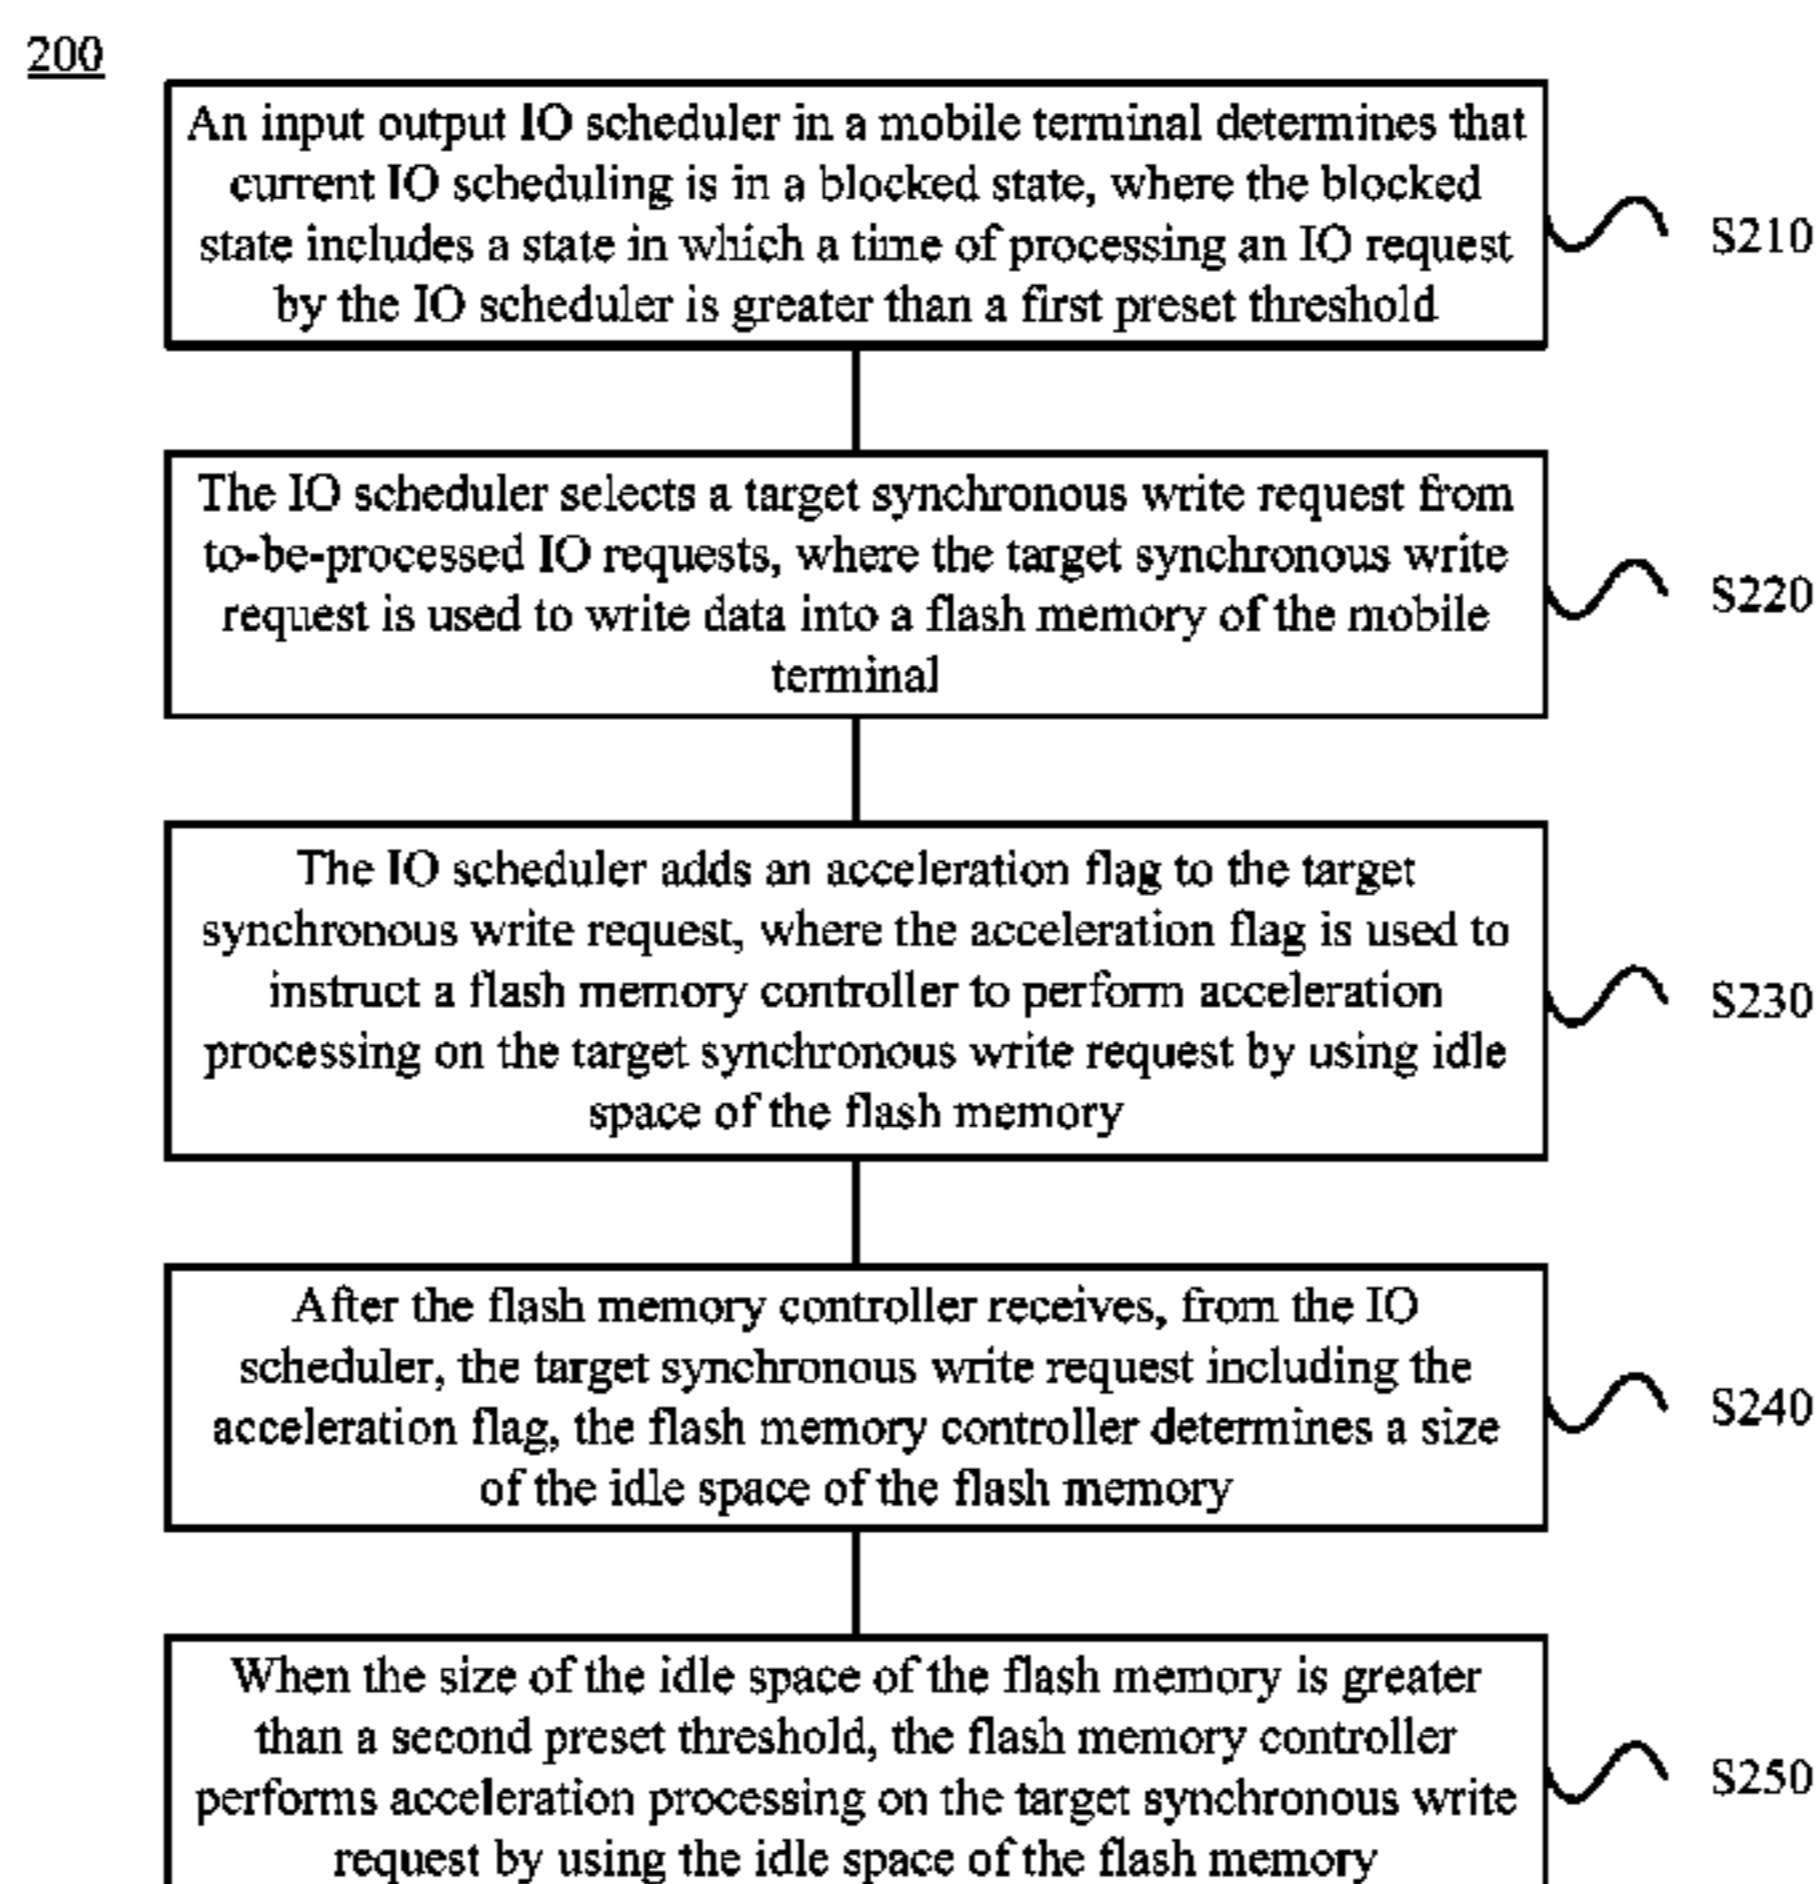 200
An input output IO scheduler in a mobile terminal determines that
current IO scheduling is in a blocked state, where the blocked
state includes a state in which a time of processing an IO request
by the IO scheduler is greater than a first preset threshold
S210
The IO scheduler selects a target synchronous write request from
to-be-processed IO requests, where the target synchronous write
request is used to write data into a flash memory of the mobile
terminal
S220
The IO scheduler adds an acceleration flag to the target
synchronous write request, where the acceleration flag is used to
instruct a flash memory controller to perform acceleration
processing on the target synchronous write request by using idle
space of the flash memory
S230
After the flash memory controller receives, from the IO
scheduler, the target synchronous write request including the
acceleration flag, the flash memory controller determines a size
of the idle space of the flash memory
S240
When the size of the idle space of the flash memory is greater
than a second preset threshold, the flash memory controller
performs acceleration processing on the target synchronous write
request by using the idle space of the flash memory
S250